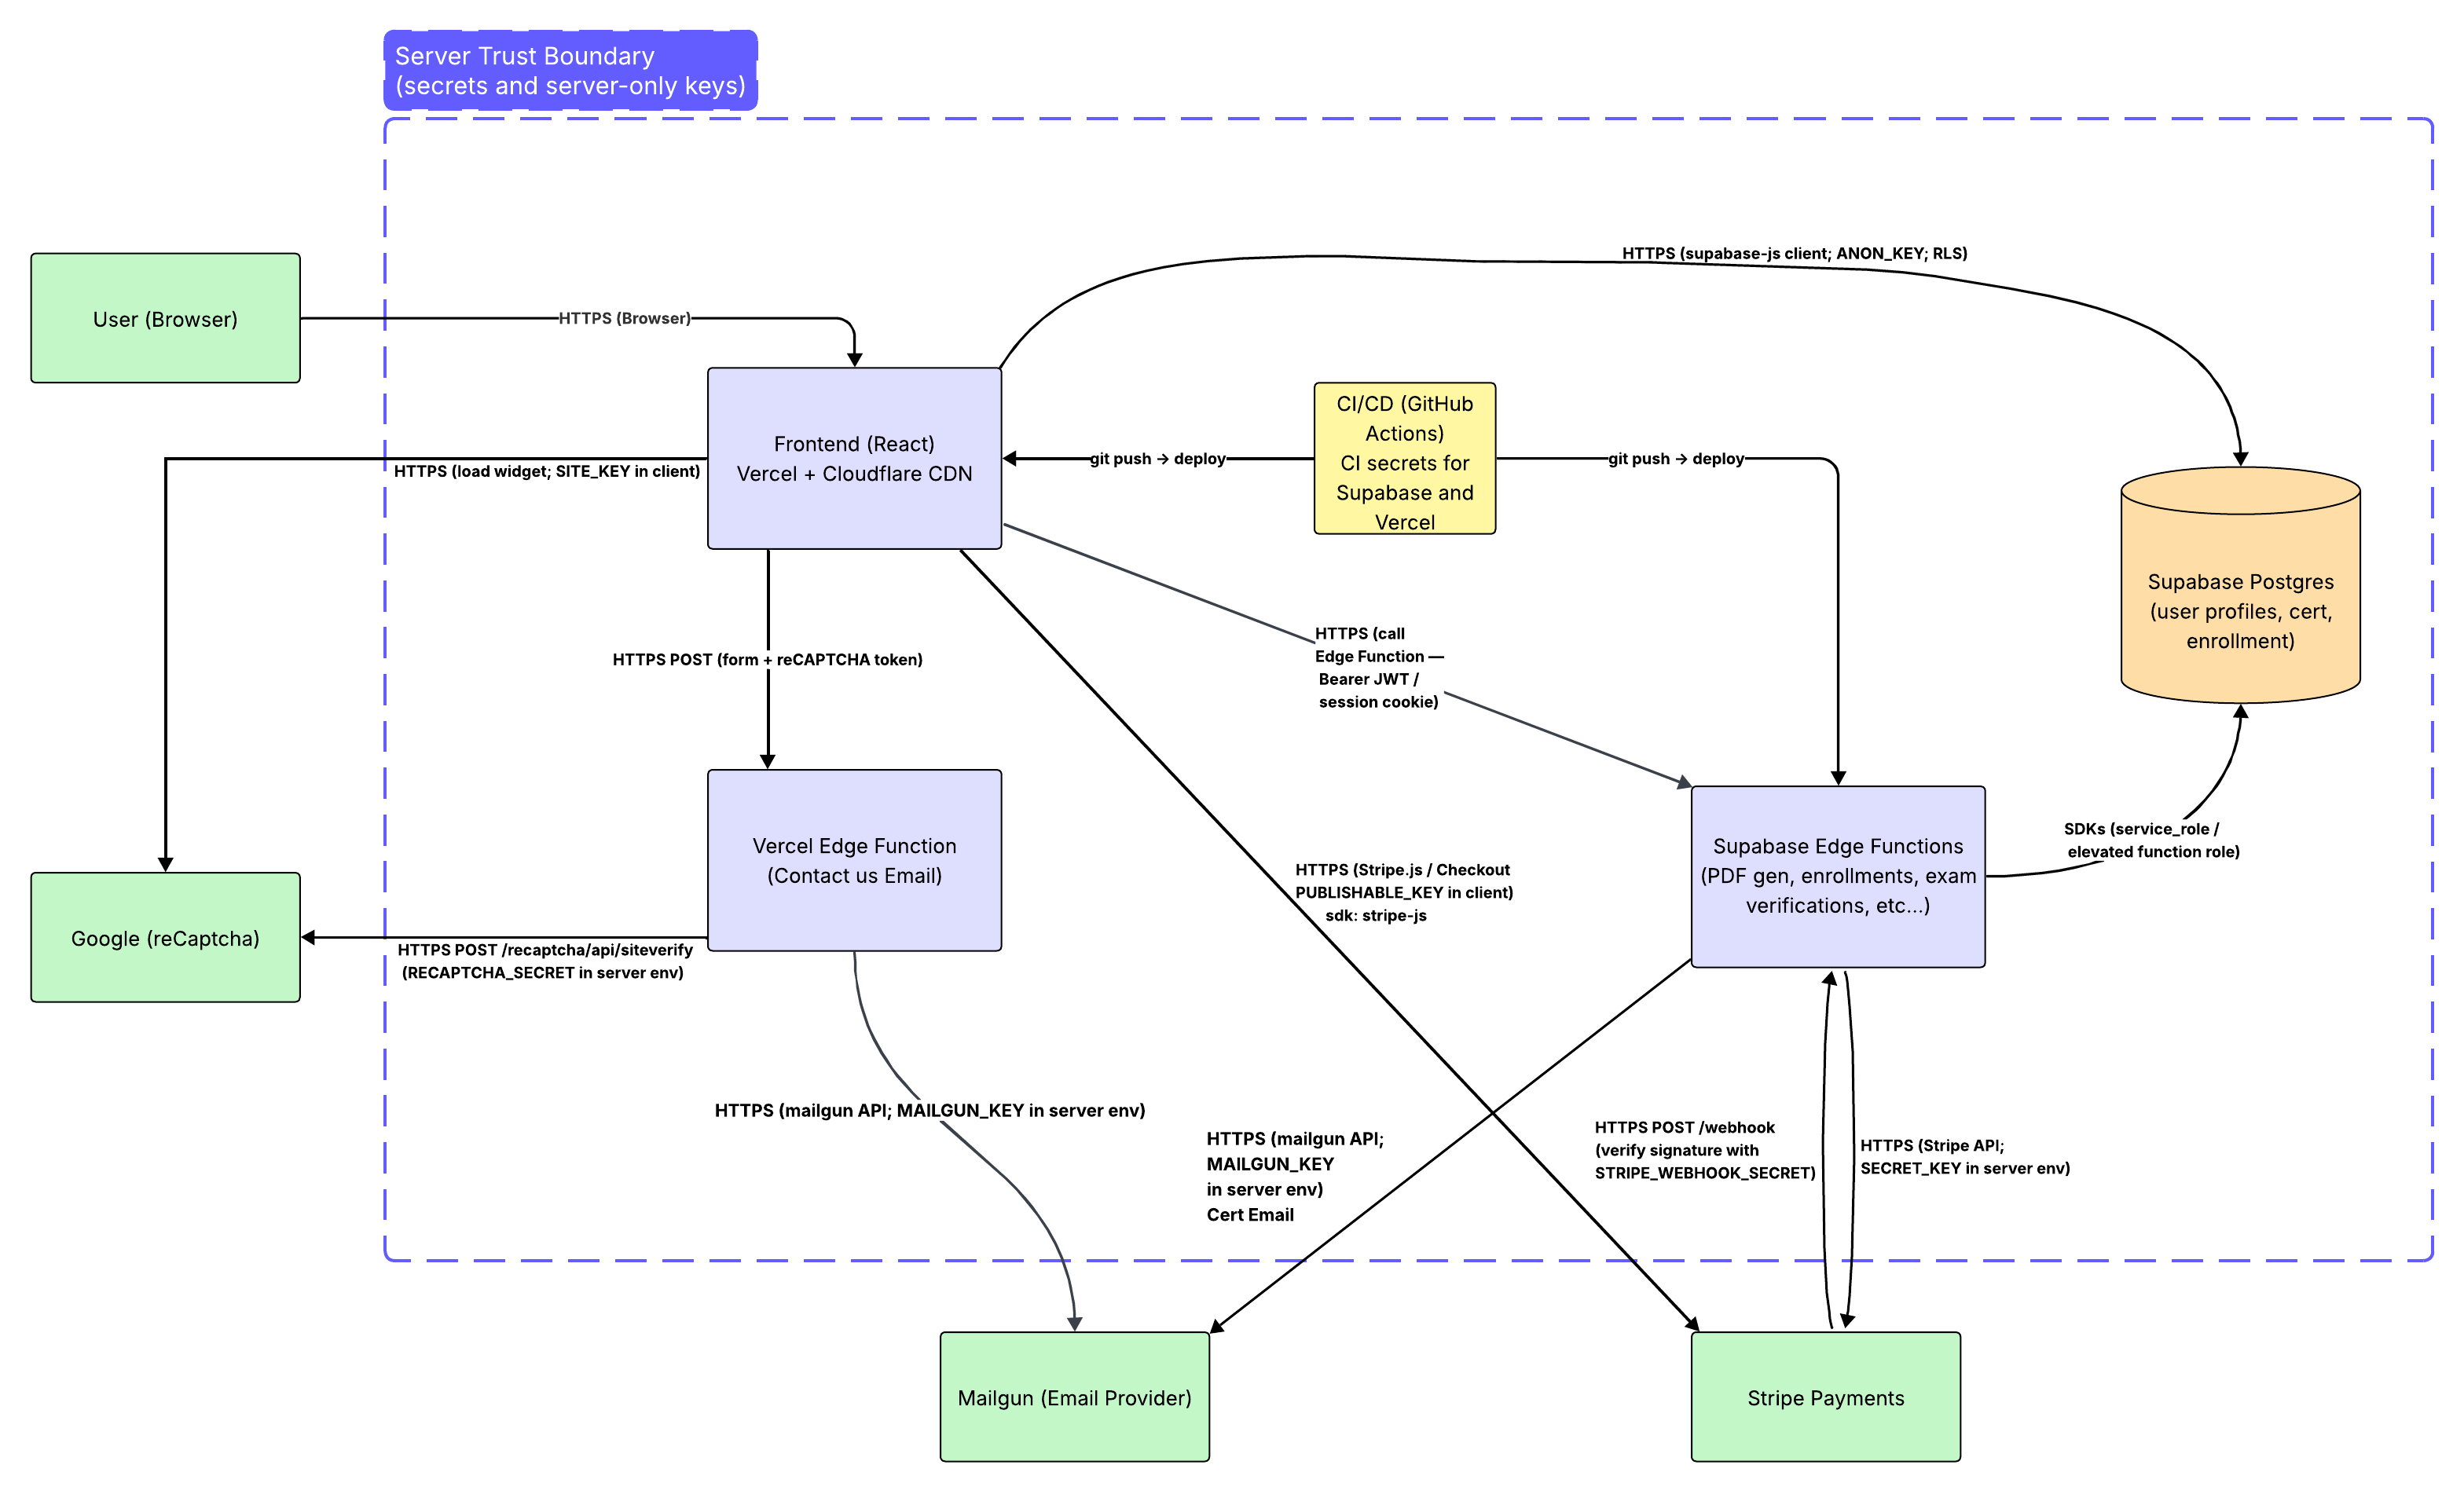 Server Trust Boundary
(secrets and server-only keys)
HTTPS (supabase-js client; ANON_KEY; RLS)
User (Browser)
HTTPS (Browser)
CI/CD (GitHub
Actions)
CI secrets for
Supabase and
Vercel
Frontend (React)
Vercel + Cloudflare CDN
git push → deploy
git push → deploy
HTTPS (load widget; SITE_KEY in client)
Supabase Postgres
(user profiles, cert,
enrollment)
HTTPS POST (form + reCAPTCHA token)
HTTPS (call
Edge Function —
Bearer JWT /
session cookie)
Vercel Edge Function
(Contact us Email)
HTTPS (Stripe.js / Checkout
PUBLISHABLE_KEY in client)
sdk: stripe-js
Supabase Edge Functions
(PDF gen, enrollments, exam
verifications, etc...)
SDKs (service_role /
elevated function role)
Google (reCaptcha)
HTTPS POST /recaptcha/api/siteverify
(RECAPTCHA_SECRET in server env)
HTTPS (mailgun API; MAILGUN_KEY in server env)
HTTPS (mailgun API;
MAILGUN_KEY
in server env)
Cert Email
HTTPS POST /webhook
(verify signature with
STRIPE_WEBHOOK_SECRET)
HTTPS (Stripe API;
SECRET_KEY in server env)
Mailgun (Email Provider)
Stripe Payments